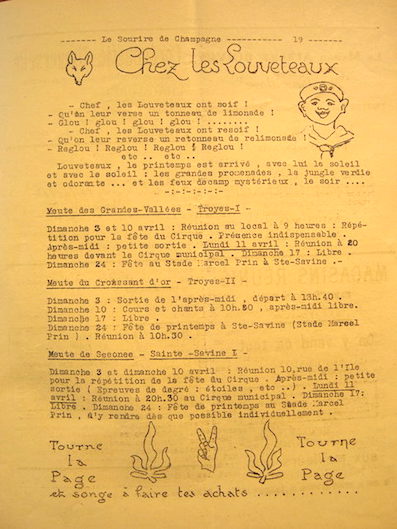 ------- Le Sourire de Champagne ----------- 19 -----
Chez les Louveteaux
- Chef , les Louveteaux ont soif !
- Qu'on leur verse un tonneau de limonade !
- Glou ! glou ! glou ! glou ! ........
- Chef , les Louveteaux ont resoif !
- Qu'on leur reverse un retonneau de relimonade !
- Reglou ! Reglou ! Reglou ! Reglou !
etc .. etc ..
Louveteaux , le printemps est arrivé , avec lui le soleil
et avec le soleil : les grandes promenades , la jungle verdie
et odorante ... et les feux de camp mystérieux , le soir ....
-:-:-:-:-:-
Meute des Grandes-Vallées - Troyes-I -
Dimanche 3 et 10 avril : Réunion au local à 9 heures : Répé-
tition pour la fête du Cirque . Présence indispensable .
Après-midi : petite sortie . Lundi 11 avril : Réunion à 20
heures devant le Cirque municipal . Dimanche 17 : Libre .
Dimanche 24 : Fête au Stade Marcel Prin à Ste-Savine .-
Meute du Croissant d'or - Troyes-II -
Dimanche 3 : Sortie de l'après-midi , départ à 13h.40 .
Dimanche 10 : Cours et chants à 10h.30 , après-midi libre.
Dimanche 17 : Libre .
Dimanche 24 : Fête de printemps à Ste-Savine (Stade Marcel
Prin ) . Réunion à 10h.30 .
Meute de Seeonee - Sainte -Savine I -
Dimanche 3 et dimanche 10 avril : Réunion 10,rue de l'Ile
pour la répétition de la fête du Cirque . Après-midi : petite
sortie ( Epreuves de degré : étoiles , etc ..) . Lundi 11
avril : Réunion à 20h.30 au Cirque municipal . Dimanche 17:
Libre . Dimanche 24 : Fête de printemps au Stade Marcel
Prin , d'y rendre dès que possible individuellement .
Tourne la Page
Tourne la Page
et songe à faire tes achats ............